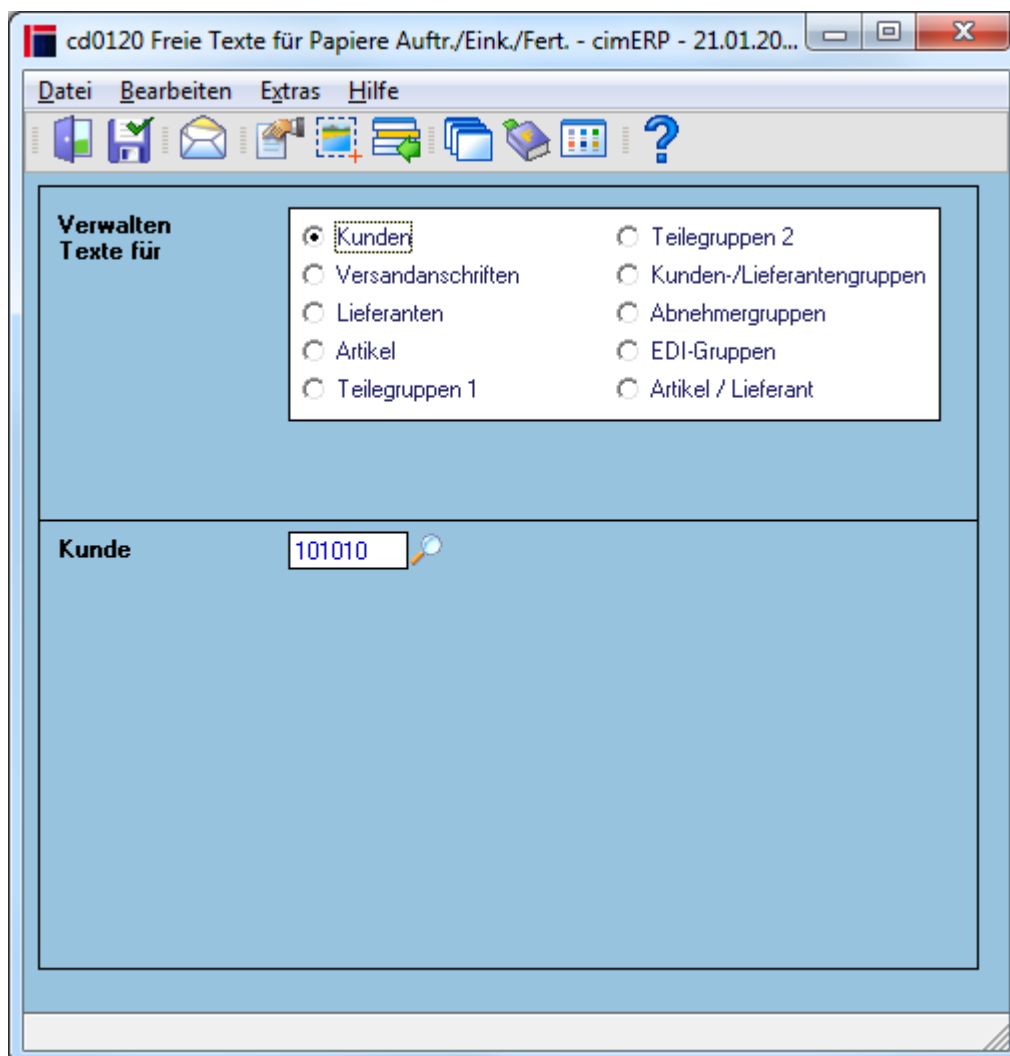 cd0120 Freie Texte für Papiere Auftr./Eink./Fert. - cimERP - 21.01.20...
Datei Bearbeiten Extras Hilfe
Verwalten
Texte für
Kunden
Versandanschriften
Lieferanten
Artikel
Teilegruppen 1
Teilegruppen 2
Kunden-/Lieferantengruppen
Abnehmergruppen
EDI-Gruppen
Artikel / Lieferant
Kunde 101010